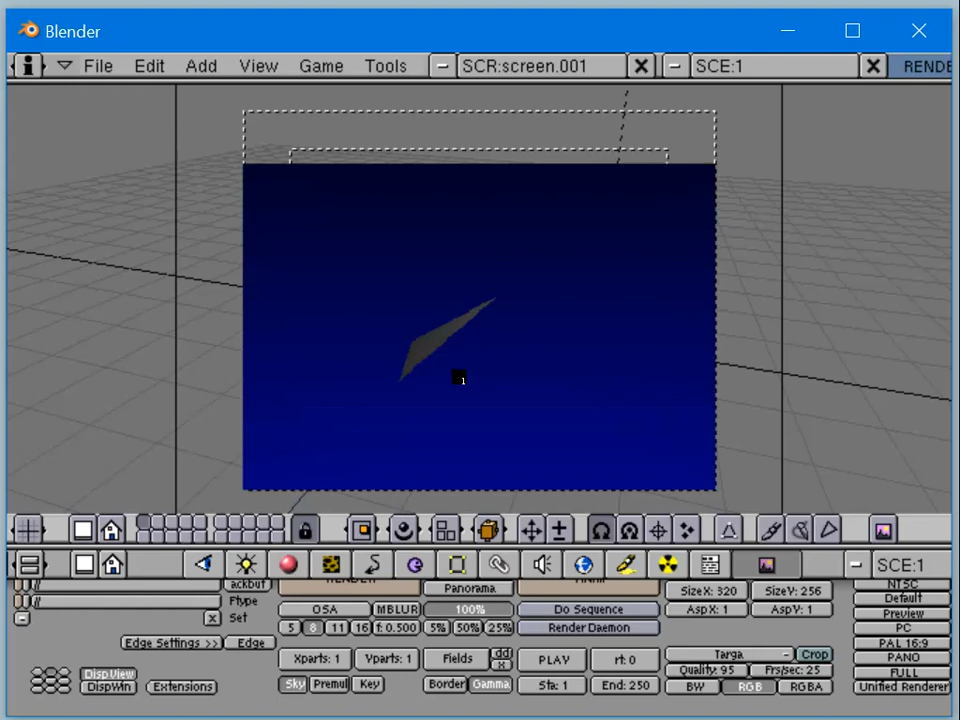 Blender
File Edit Add View Game Tools SCR:screen.001 X SCE:1 X RENDE
1
SCE:1
ackbuf Panorama SizeX: 320 SizeY: 256 NTSC
Ftype OSA MBLUR 100% Do Sequence AspX: 1 AspY: 1 Default
Set 5 8 11 16 f: 0.500 5% 50% 25% Render Daemon Preview
PC
Edge Settings >> Edge PAL 16:9
Xparts: 1 Yparts: 1 Fields dd x PLAY rt: 0 Targa Crop PANO
DispView Quality: 95 Frs/sec: 25 FULL
DispWin Extensions Sky Premul Key Border Gamma Sta: 1 End: 250 BW RGB RGBA Unified Renderer